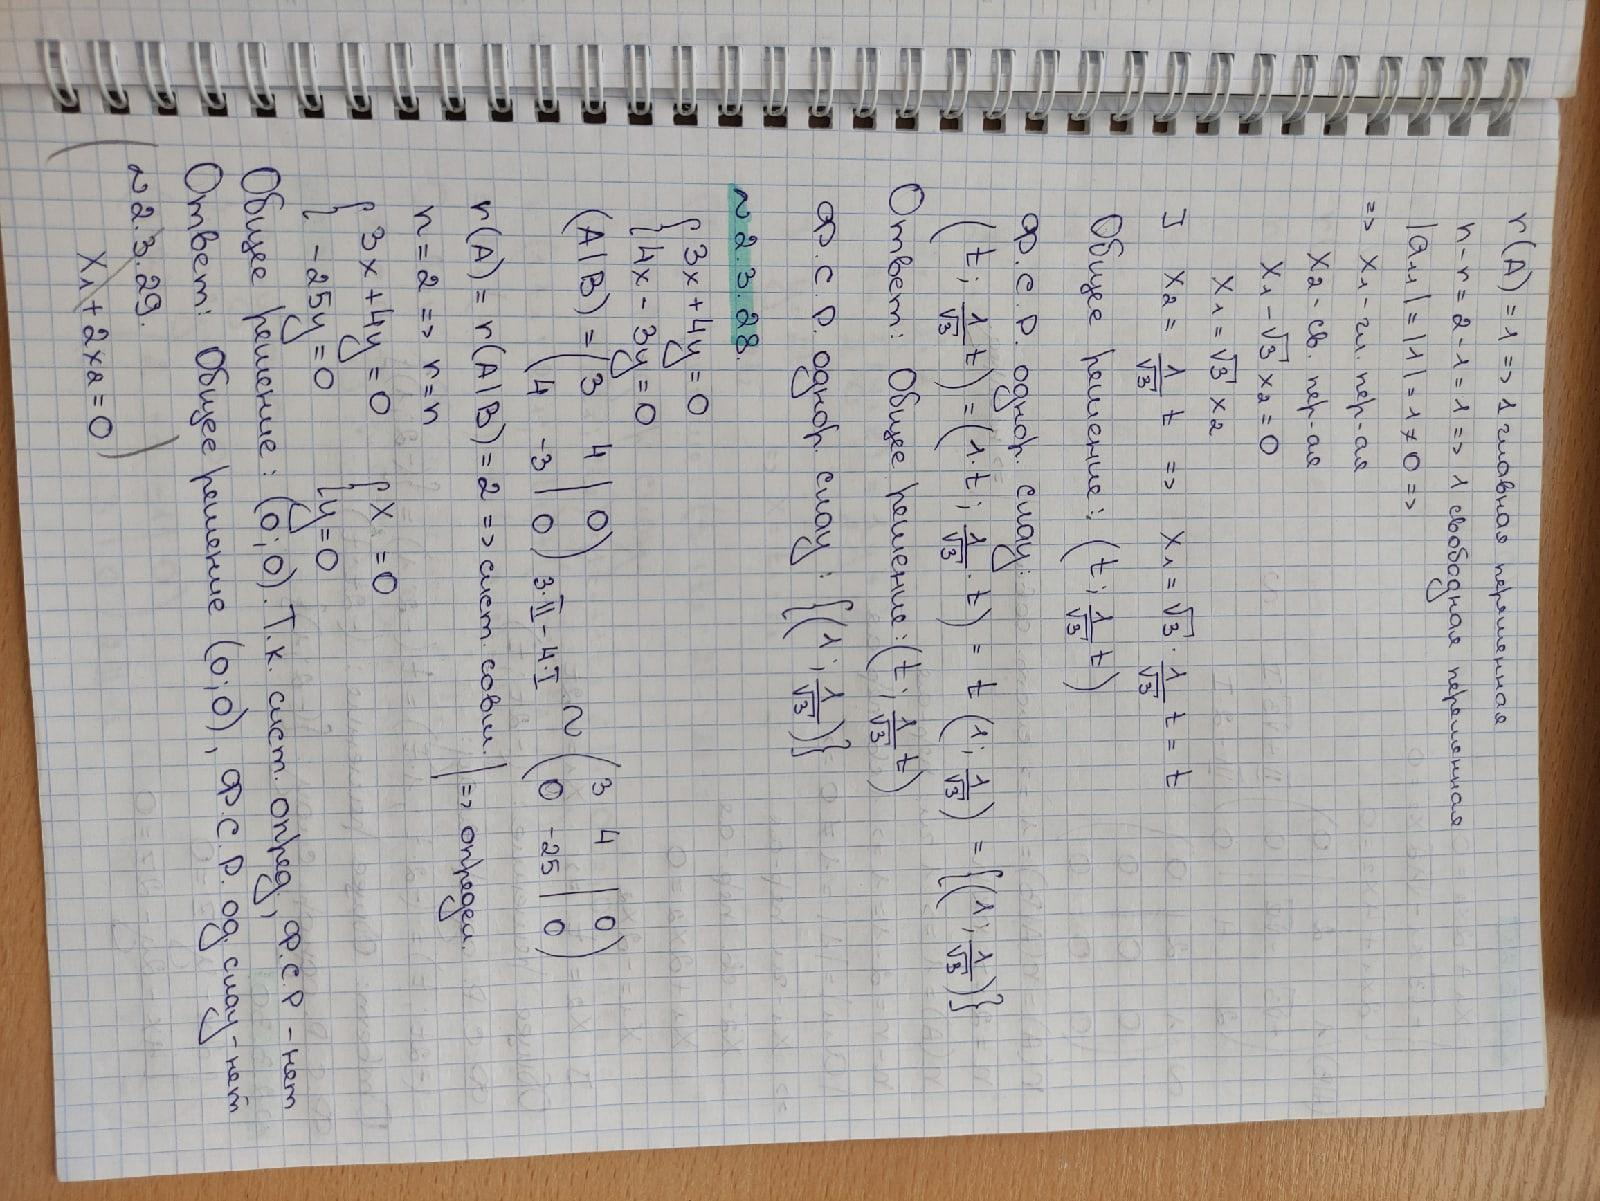 r(A) = 1 => 1 главная переменная
n - r = 2 - 1 = 1 => 1 свободная переменная
|a₁₁| = |1| = 1 ≠ 0 =>
=> x₁ - гл. пер-ая
x₂ - св. пер-ая
x₁ - √3 x₂ = 0
x₁ = √3 x₂
] x₂ = 1/√3 t => x₁ = √3 · 1/√3 t = t
Общее решение: (t; 1/√3 t)
Ф.С.Р. однор. слау:
(t; 1/√3 t) = (1·t; 1/√3 · t) = t (1; 1/√3) = {(1; 1/√3)}
Ответ: Общее решение: (t; 1/√3 t)
Ф.С.Р. однор. слау: {(1; 1/√3)}
~ 2.3.28.
{ 3x + 4y = 0
{ 4x - 3y = 0
(A|B) = ( 3 4 | 0 ) ~ ( 3 4 | 0 )
( 4 -3 | 0 ) 3·II - 4·I ( 0 -25 | 0 )
r(A) = r(A|B) = 2 => сист. совм. | => определ.
n = 2 => r = n
{ 3x + 4y = 0 { x = 0
{ -25y = 0 { y = 0
Общее решение: (0; 0). Т.к. сист. опред, Ф.С.Р - нет
Ответ: Общее решение (0; 0), Ф.С.Р. од. слау - нет
~ 2.3.29.
x₁ + 2x₂ = 0